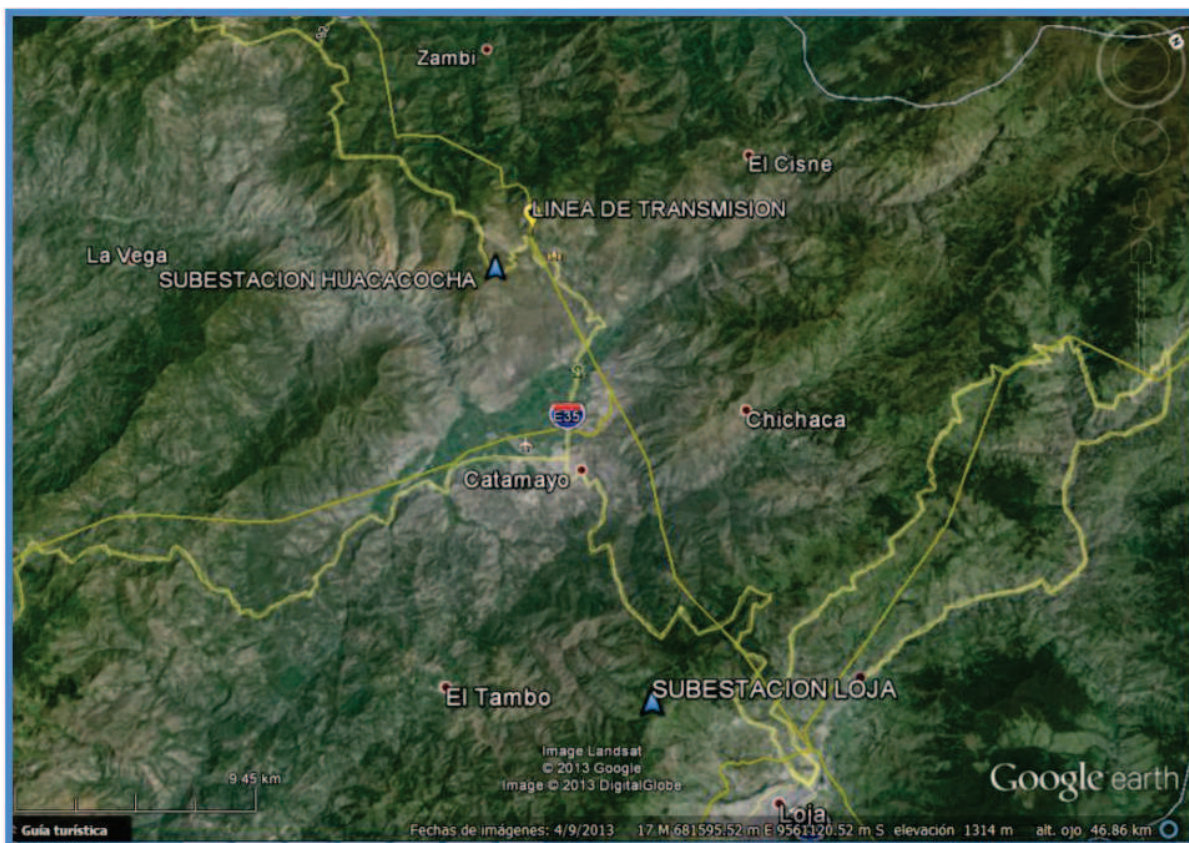 Zambi
N
El Cisne
LINEA DE TRANSMISION
La Vega
SUBESTACION HUACACOCHA
E35
Chichaca
Catamayo
El Tambo
SUBESTACION LOJA
Image Landsat
© 2013 Google
Image © 2013 DigitalGlobe
9.45 km
Google earth
Loja
Guía turística
Fechas de imágenes: 4/9/2013 17 M 681595.52 m E 9561120.52 m S elevación 1314 m alt. ojo 46.86 km